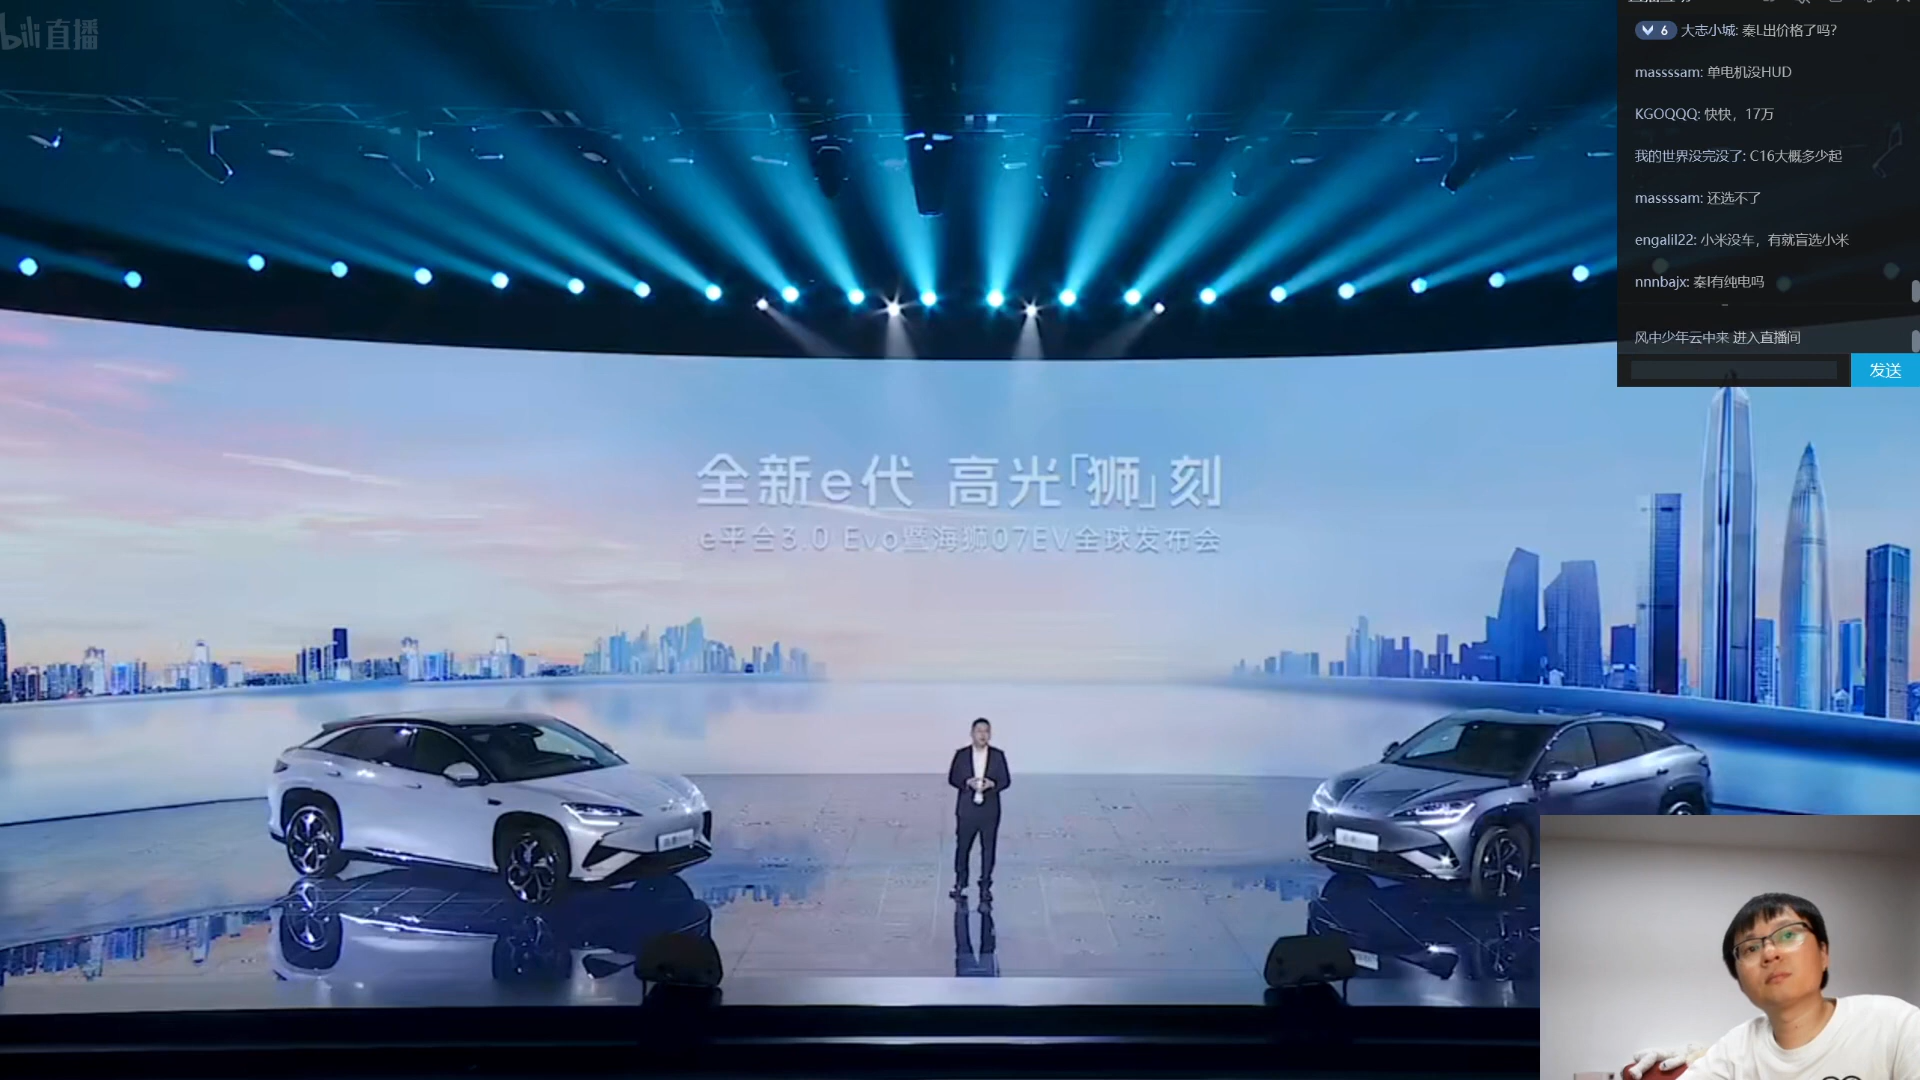 bilibili直播
全新e代 高光「狮」刻
e平台3.0 Evo暨海狮07EV全球发布会
6 大志小城: 秦L出价格了吗?
massssam: 单电机没HUD
KGOQQQ: 快快，17万
我的世界没完没了: C16大概多少起
massssam: 还选不了
engalil22: 小米没车，有就盲选小米
nnnbajx: 秦l有纯电吗
风中少年云中来 进入直播间
发送